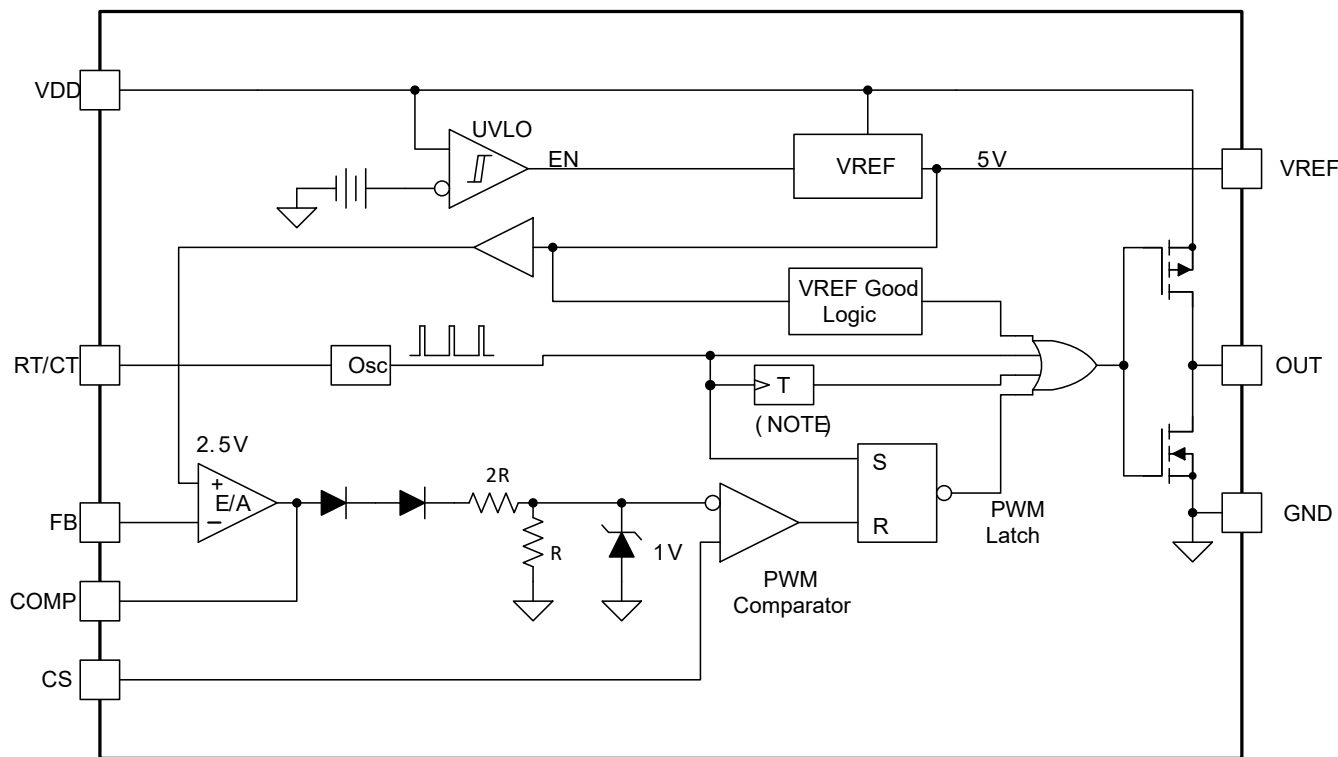 VDD
UVLO
EN
VREF
5V
VREF
VREF Good
Logic
RT/CT
Osc
T
(NOTE)
OUT
2.5V
+
E/A
−
FB
2R
R
1V
S
R
PWM
Latch
GND
PWM
Comparator
COMP
CS